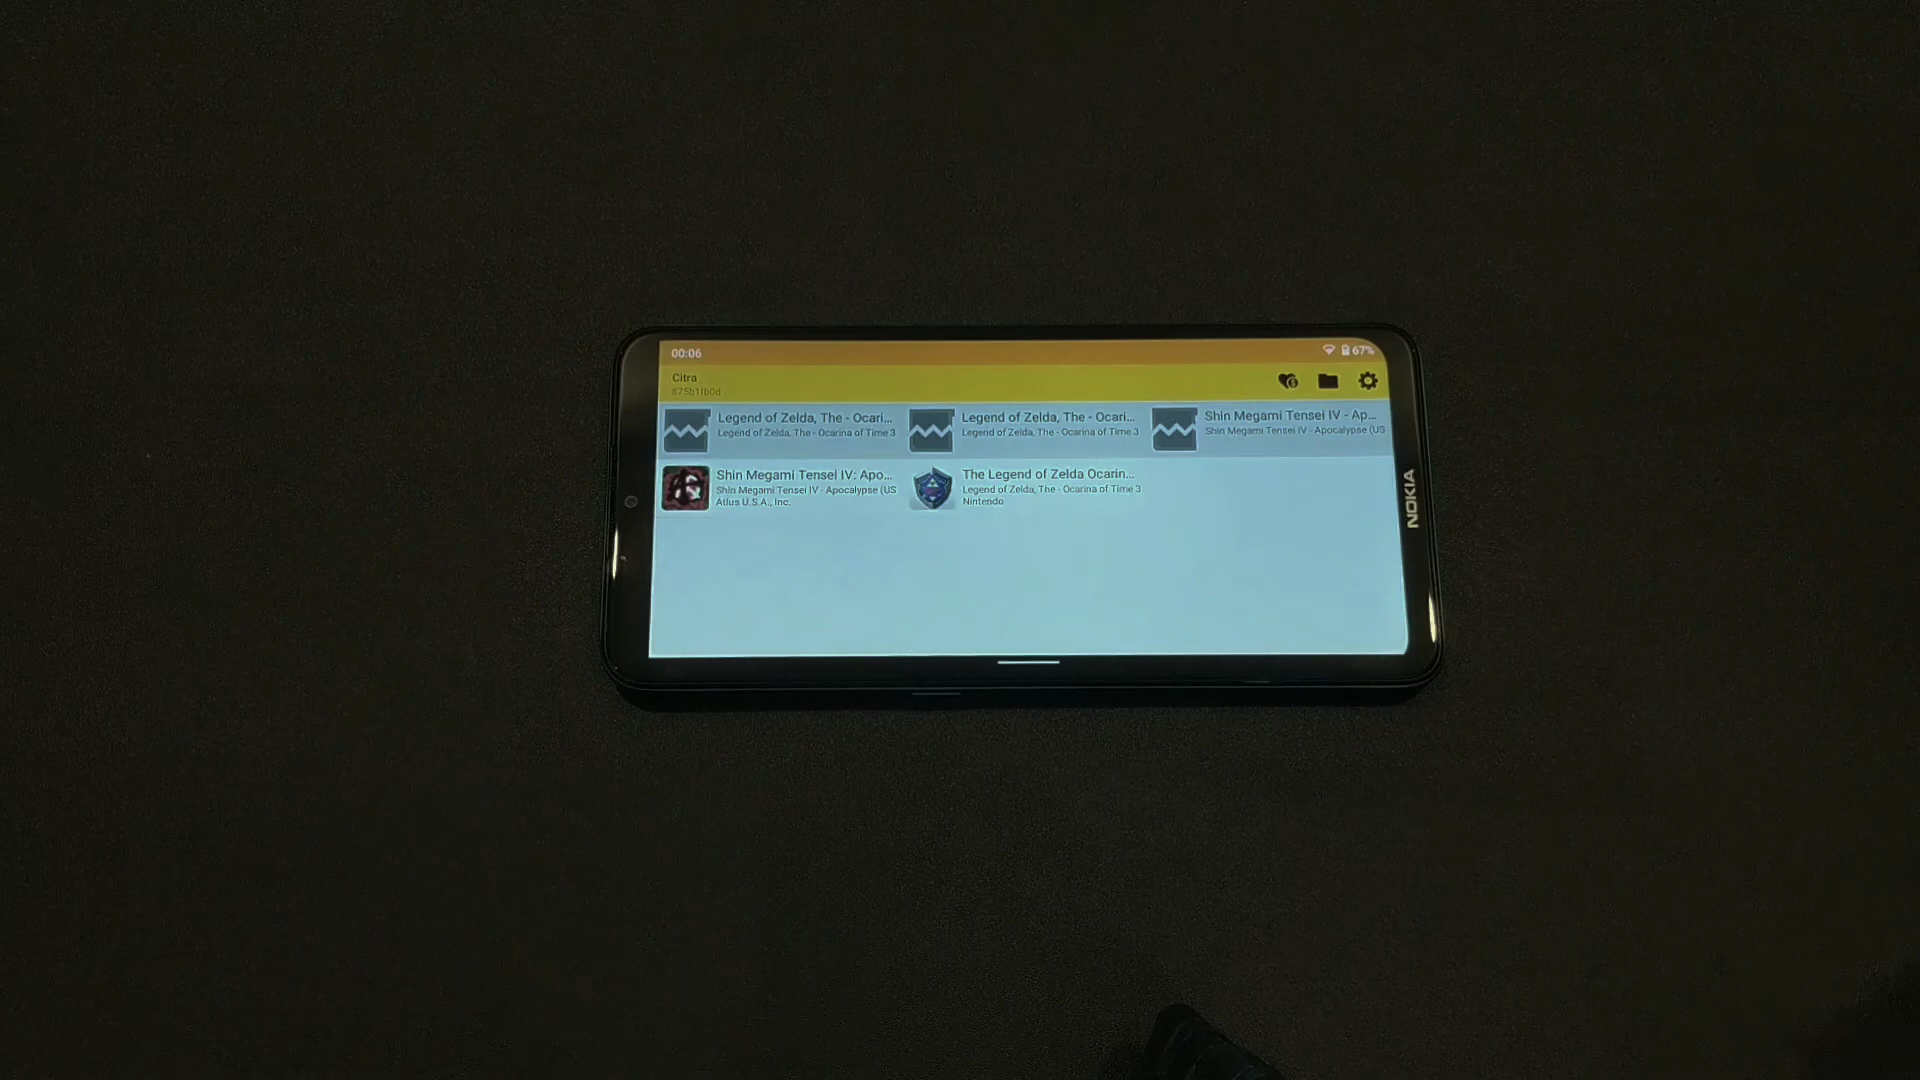 00:06
67%
Citra
875b1fb0d
Legend of Zelda, The - Ocari...
Legend of Zelda, The - Ocarina of Time 3
Legend of Zelda, The - Ocari...
Legend of Zelda, The - Ocarina of Time 3
Shin Megami Tensei IV - Ap...
Shin Megami Tensei IV - Apocalypse (US
Shin Megami Tensei IV: Apo...
Shin Megami Tensei IV - Apocalypse (US
Atlus U.S.A., Inc.
The Legend of Zelda Ocarin...
Legend of Zelda, The - Ocarina of Time 3
Nintendo
NOKIA